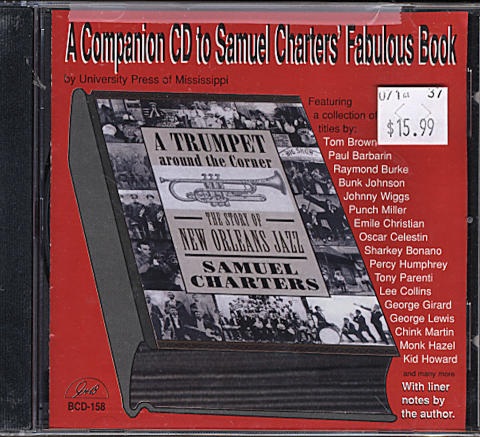 A Companion CD to Samuel Charters' Fabulous Book
by University Press of Mississippi
Featuring
a collection of
titles by:
Tom Brown
Paul Barbarin
Raymond Burke
Bunk Johnson
Johnny Wiggs
Punch Miller
Emile Christian
Oscar Celestin
Sharkey Bonano
Percy Humphrey
Tony Parenti
Lee Collins
George Girard
George Lewis
Chink Martin
Monk Hazel
Kid Howard
and many more
With liner
notes by
the author.
$15.99
A TRUMPET
around the Corner
THE STORY OF
NEW ORLEANS JAZZ
SAMUEL
CHARTERS
GHB
BCD-158